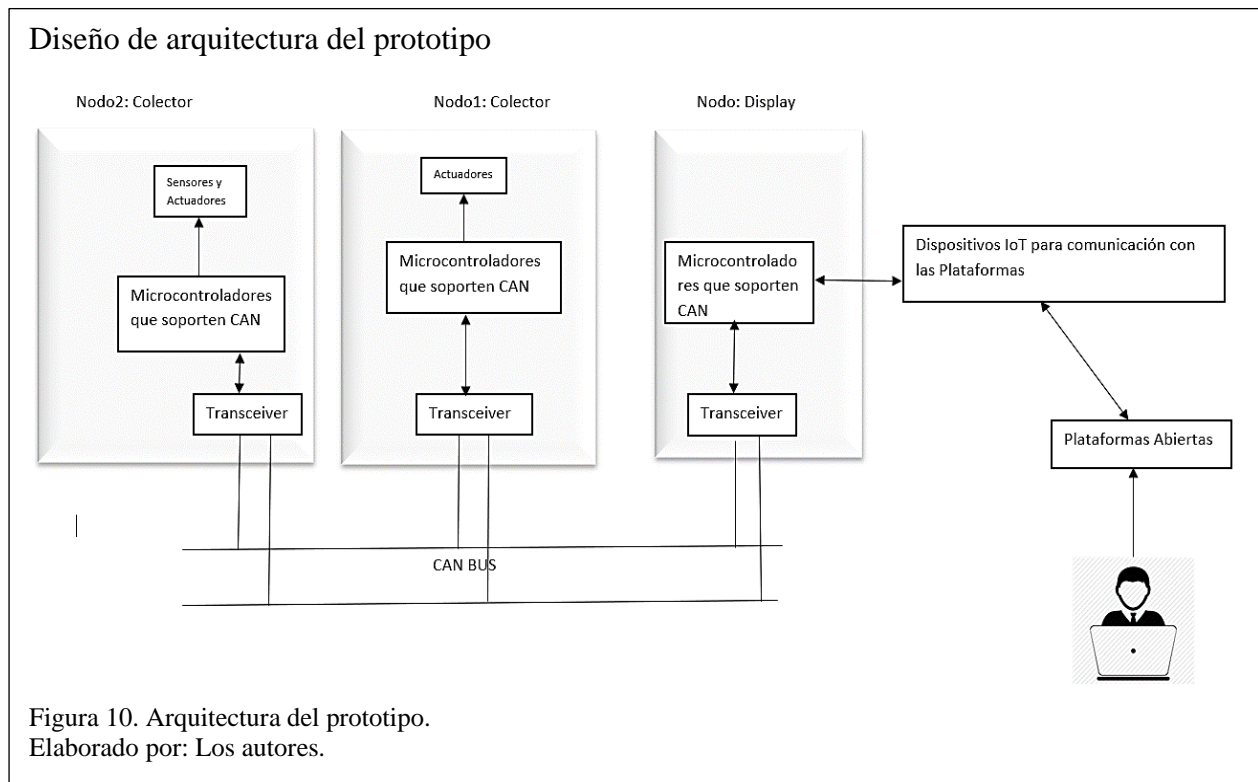 Diseño de arquitectura del prototipo
Nodo2: Colector
Nodo1: Colector
Nodo: Display
Sensores y
Actuadores
Microcontroladores
que soporten CAN
Transceiver
Actuadores
Microcontroladores
que soporten CAN
Transceiver
Microcontrolado
res que soporten
CAN
Transceiver
Dispositivos IoT para comunicación con
las Plataformas
Plataformas Abiertas
CAN BUS
Figura 10. Arquitectura del prototipo.
Elaborado por: Los autores.